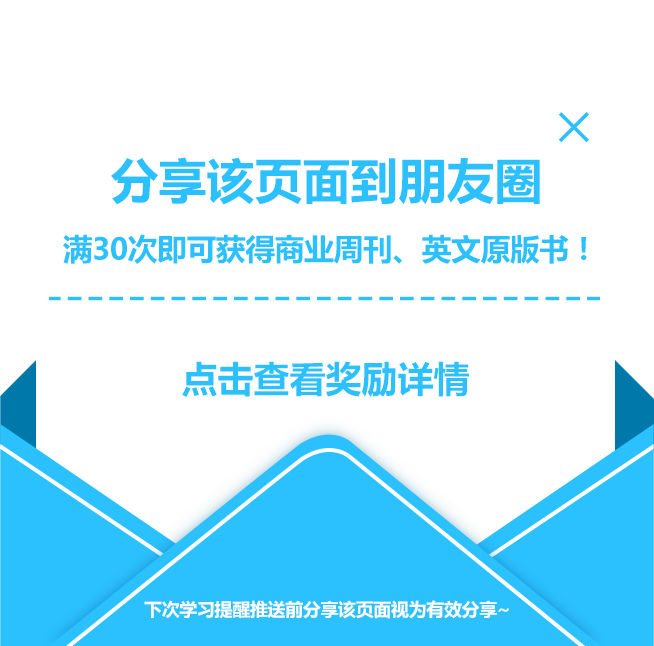 分享该页面到朋友圈
满30次即可获得商业周刊、英文原版书！
点击查看奖励详情
下次学习提醒推送前分享该页面视为有效分享~